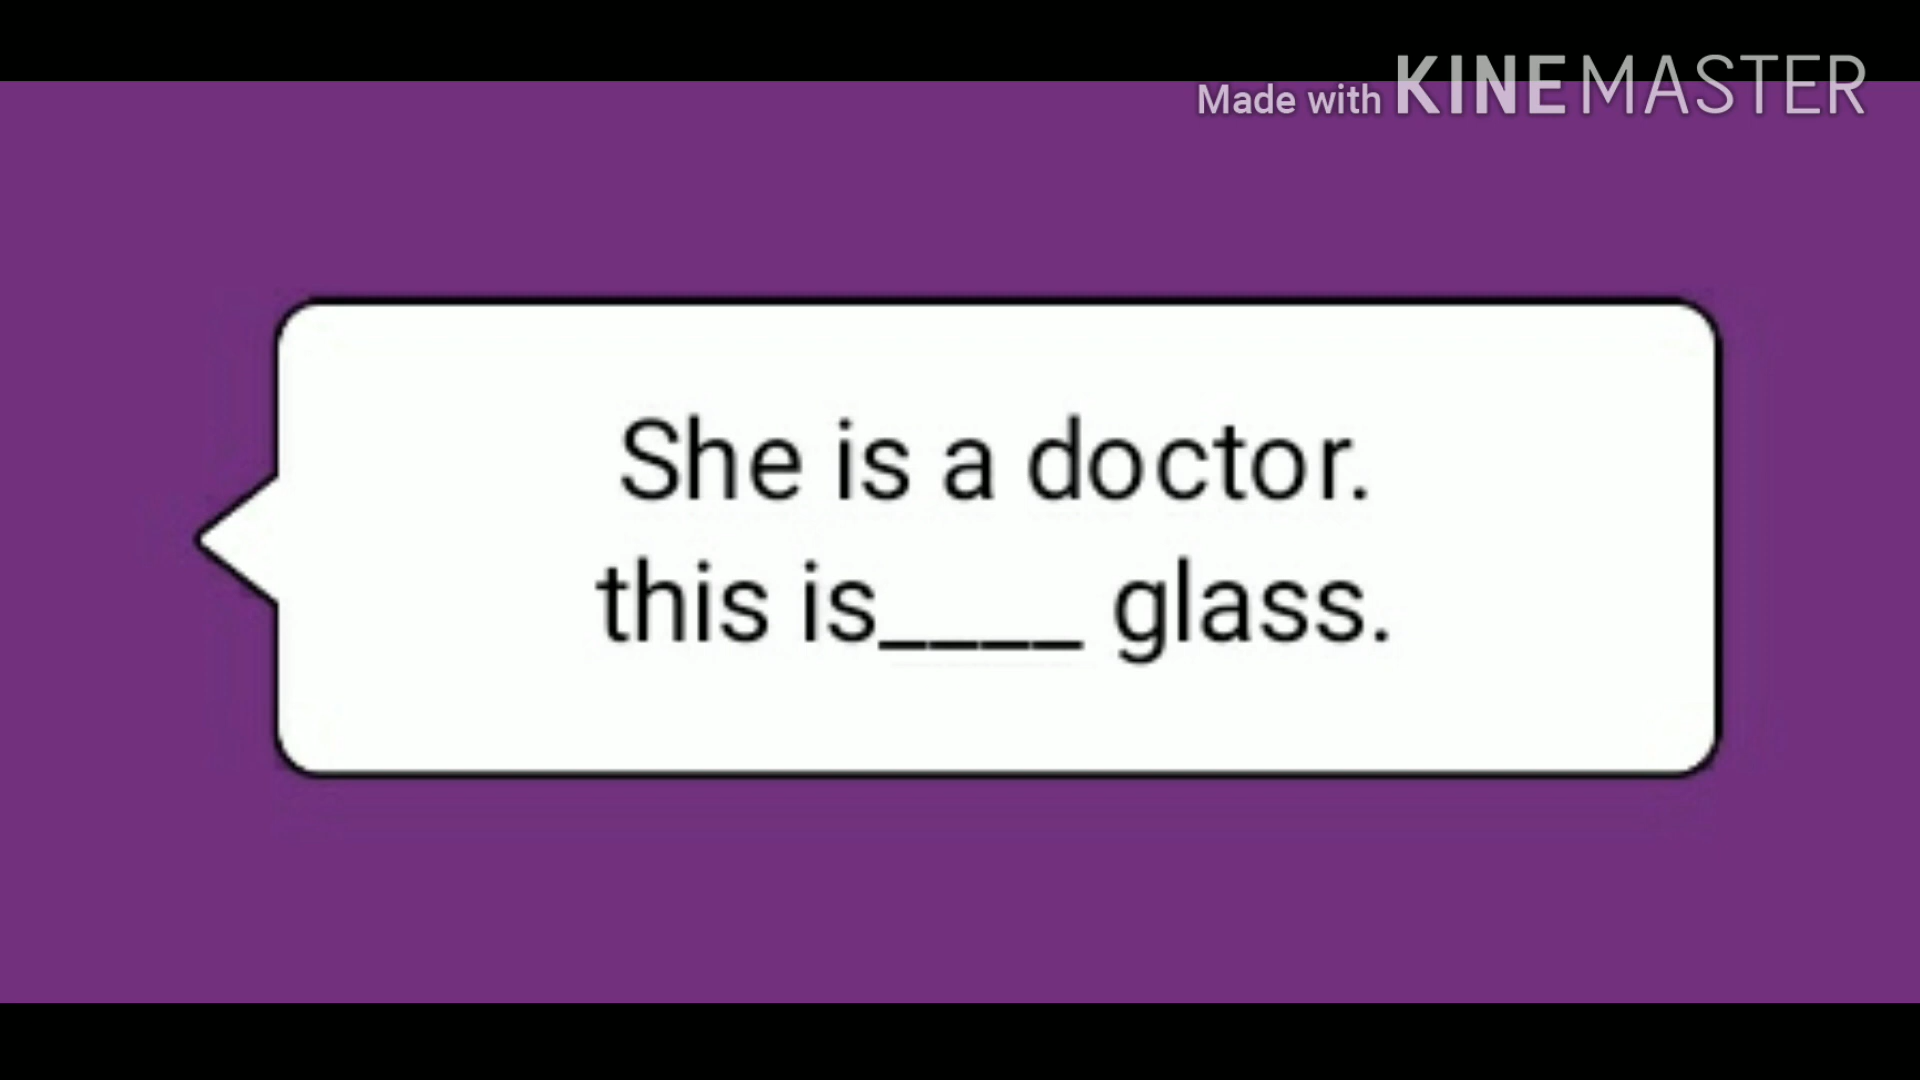 Made with KINEMASTER
She is a doctor.
this is____ glass.